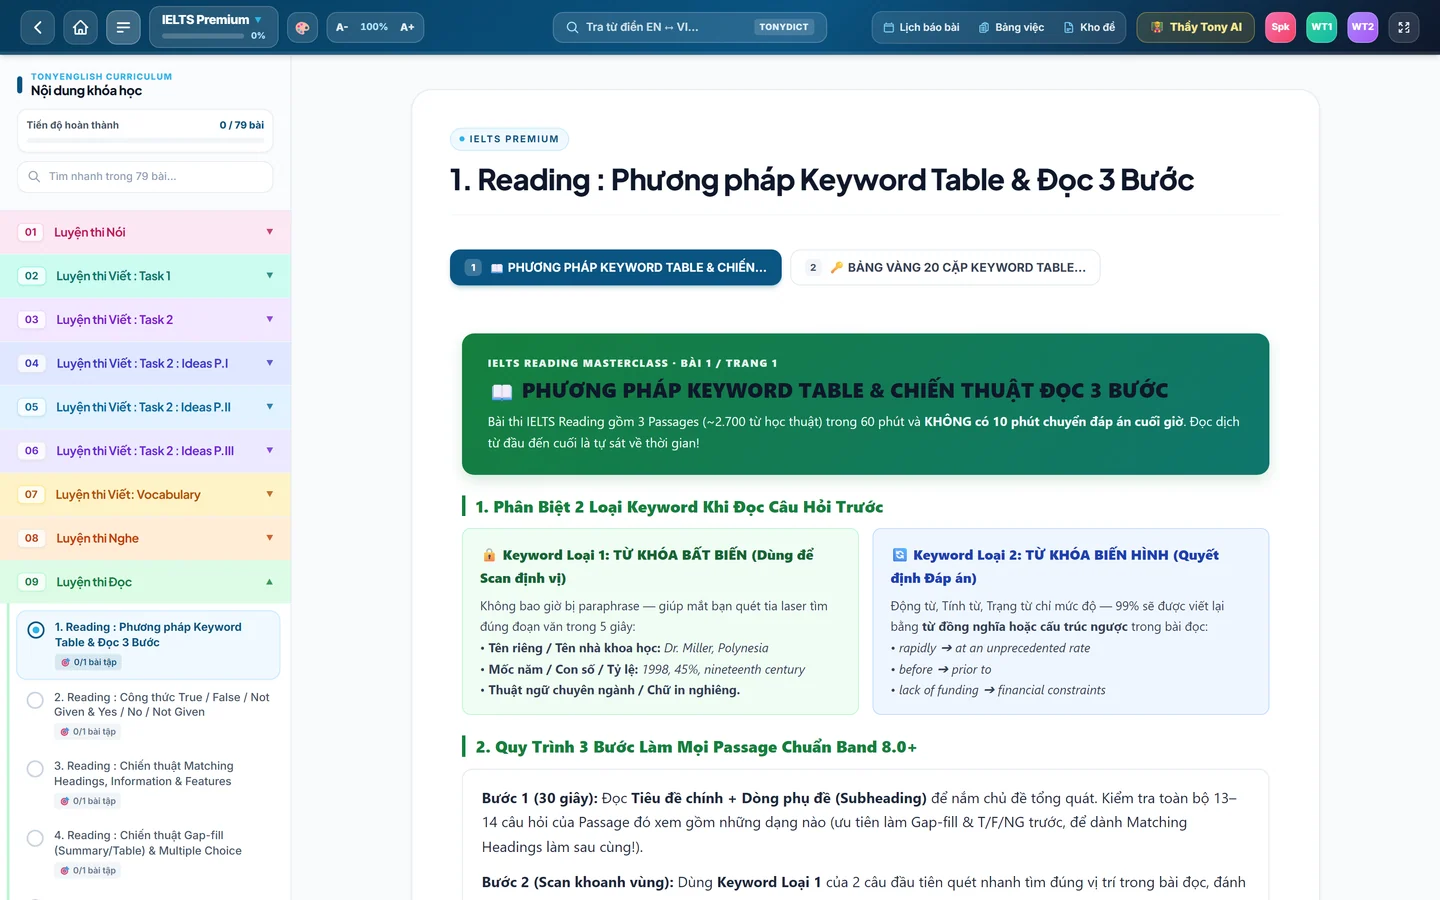 IELTS Premium ▼
0%
A-
100%
A+
Tra từ điển EN ↔ VI...
TONYDICT
Lịch báo bài
Bảng việc
Kho đề
Thầy Tony AI
Spk
WT1
WT2
TONYENGLISH CURRICULUM
Nội dung khóa học
Tiến độ hoàn thành
0 / 79 bài
Tìm nhanh trong 79 bài...
01 Luyện thi Nói ▼
02 Luyện thi Viết : Task 1 ▼
03 Luyện thi Viết : Task 2 ▼
04 Luyện thi Viết : Task 2 : Ideas P.I ▼
05 Luyện thi Viết : Task 2 : Ideas P.II ▼
06 Luyện thi Viết : Task 2 : Ideas P.III ▼
07 Luyện thi Viết: Vocabulary ▼
08 Luyện thi Nghe ▼
09 Luyện thi Đọc ▲
1. Reading : Phương pháp Keyword
Table & Đọc 3 Bước
🎯 0/1 bài tập
2. Reading : Công thức True / False / Not
Given & Yes / No / Not Given
🎯 0/1 bài tập
3. Reading : Chiến thuật Matching
Headings, Information & Features
🎯 0/1 bài tập
4. Reading : Chiến thuật Gap-fill
(Summary/Table) & Multiple Choice
🎯 0/1 bài tập
• IELTS PREMIUM
1. Reading : Phương pháp Keyword Table & Đọc 3 Bước
1 📖 PHƯƠNG PHÁP KEYWORD TABLE & CHIẾN...
2 🔑 BẢNG VÀNG 20 CẶP KEYWORD TABLE...
IELTS READING MASTERCLASS • BÀI 1 / TRANG 1
📖 PHƯƠNG PHÁP KEYWORD TABLE & CHIẾN THUẬT ĐỌC 3 BƯỚC
Bài thi IELTS Reading gồm 3 Passages (~2.700 từ học thuật) trong 60 phút và KHÔNG có 10 phút chuyển đáp án cuối giờ. Đọc dịch
từ đầu đến cuối là tự sát về thời gian!
1. Phân Biệt 2 Loại Keyword Khi Đọc Câu Hỏi Trước
🔒 Keyword Loại 1: TỪ KHÓA BẤT BIẾN (Dùng để
Scan định vị)
Không bao giờ bị paraphrase — giúp mắt bạn quét tia laser tìm
đúng đoạn văn trong 5 giây:
• Tên riêng / Tên nhà khoa học: Dr. Miller, Polynesia
• Mốc năm / Con số / Tỷ lệ: 1998, 45%, nineteenth century
• Thuật ngữ chuyên ngành / Chữ in nghiêng.
🔄 Keyword Loại 2: TỪ KHÓA BIẾN HÌNH (Quyết
định Đáp án)
Động từ, Tính từ, Trạng từ chỉ mức độ — 99% sẽ được viết lại
bằng từ đồng nghĩa hoặc cấu trúc ngược trong bài đọc:
• rapidly ➔ at an unprecedented rate
• before ➔ prior to
• lack of funding ➔ financial constraints
2. Quy Trình 3 Bước Làm Mọi Passage Chuẩn Band 8.0+
Bước 1 (30 giây): Đọc Tiêu đề chính + Dòng phụ đề (Subheading) để nắm chủ đề tổng quát. Kiểm tra toàn bộ 13–
14 câu hỏi của Passage đó xem gồm những dạng nào (ưu tiên làm Gap-fill & T/F/NG trước, để dành Matching
Headings làm sau cùng!).
Bước 2 (Scan khoanh vùng): Dùng Keyword Loại 1 của 2 câu đầu tiên quét nhanh tìm đúng vị trí trong bài đọc, đánh